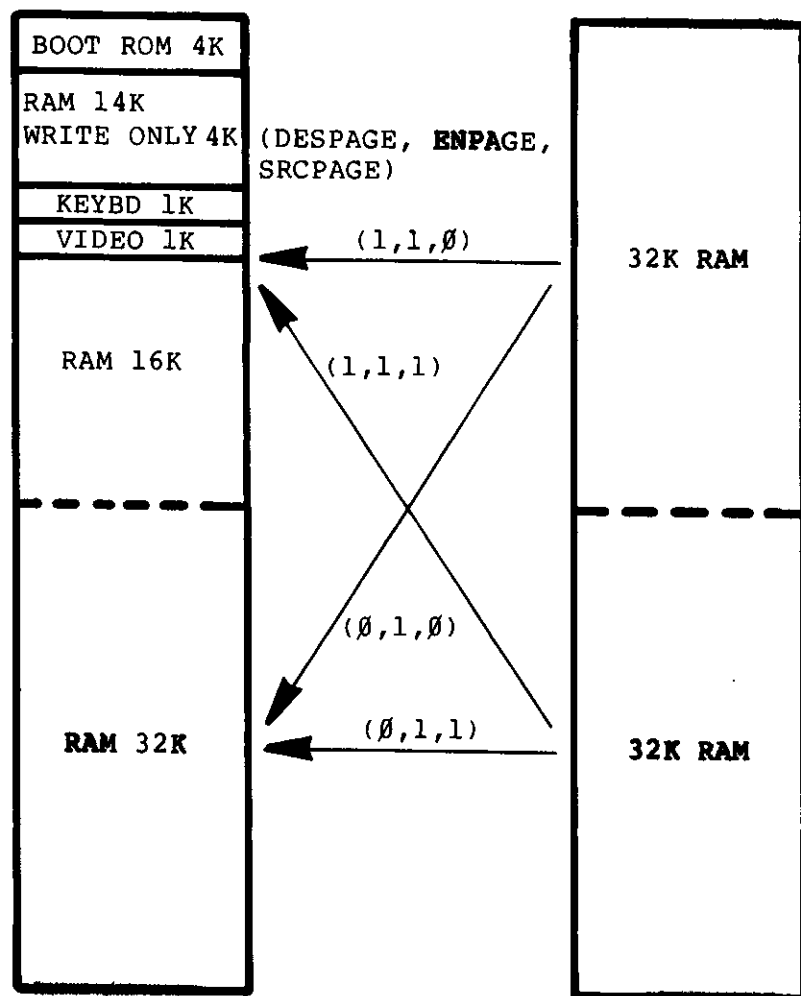 BOOT ROM 4K
RAM 14K
WRITE ONLY 4K
KEYBD 1K
VIDEO 1K
RAM 16K
RAM 32K
(DESPAGE, ENPAGE,
SRCPAGE)
(1,1,Ø)
(1,1,1)
(Ø,1,Ø)
(Ø,1,1)
32K RAM
32K RAM